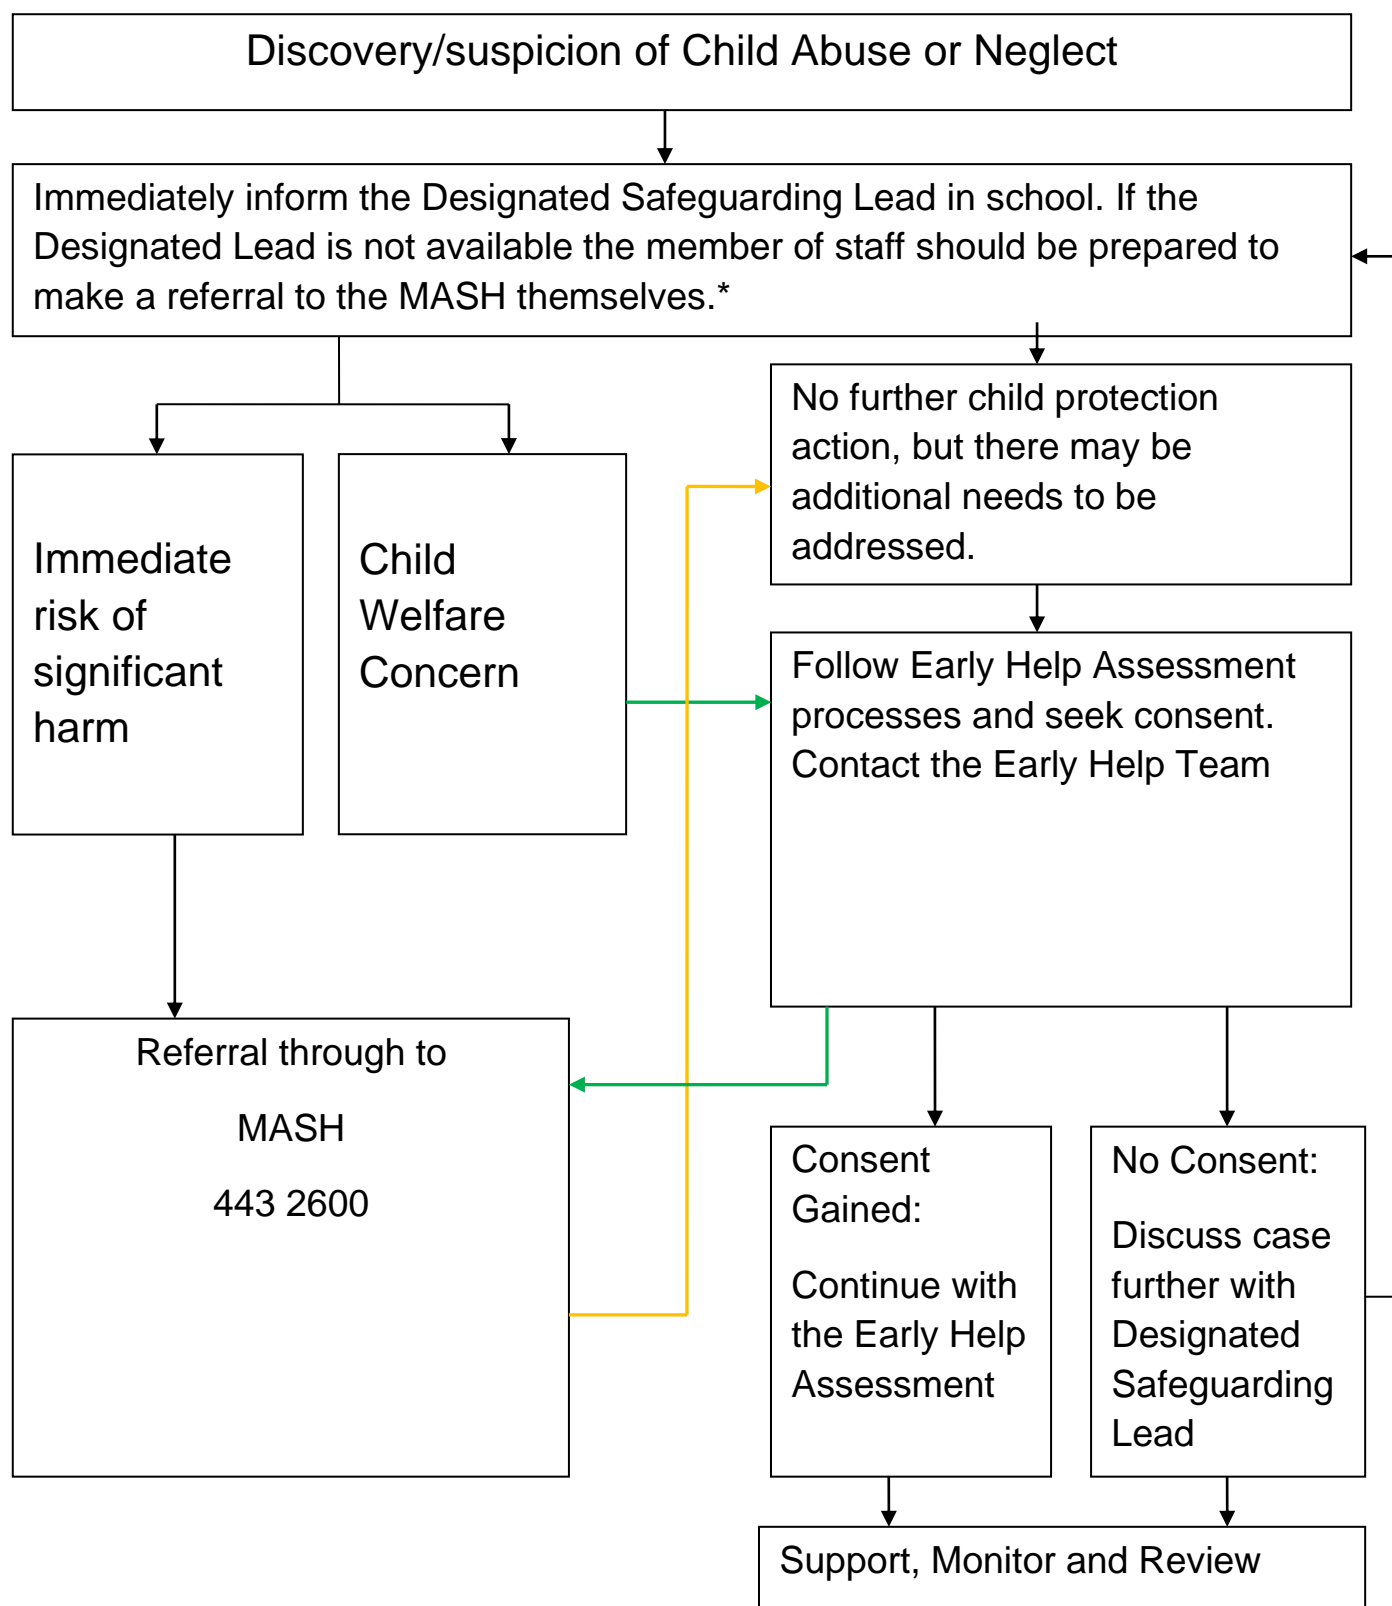 Discovery/suspicion of Child Abuse or Neglect
Immediately inform the Designated Safeguarding Lead in school. If the
Designated Lead is not available the member of staff should be prepared to
make a referral to the MASH themselves.*
No further child protection
action, but there may be
additional needs to be
addressed.
Immediate
risk of
significant
harm
Child
Welfare
Concern
Follow Early Help Assessment
processes and seek consent.
Contact the Early Help Team
Referral through to
MASH
443 2600
Consent
Gained:
Continue with
the Early Help
Assessment
No Consent:
Discuss case
further with
Designated
Safeguarding
Lead
Support, Monitor and Review